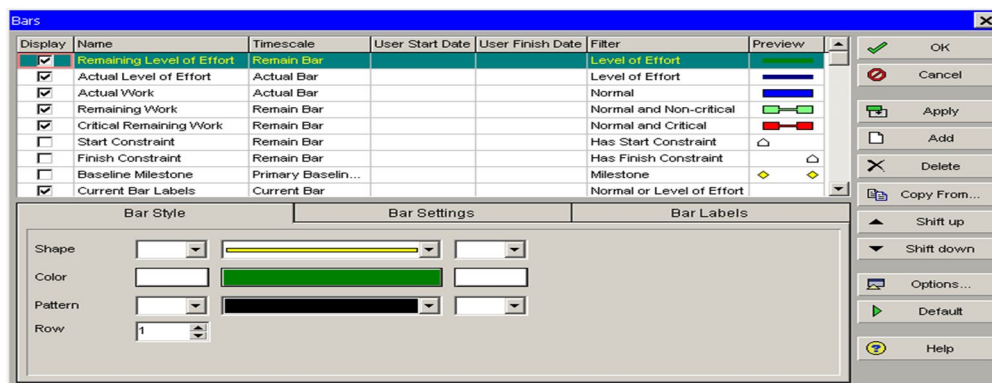 Bars
Display Name Timescale User Start Date User Finish Date Filter Preview
Remaining Level of Effort Remain Bar Level of Effort
Actual Level of Effort Actual Bar Level of Effort
Actual Work Actual Bar Normal
Remaining Work Remain Bar Normal and Non-critical
Critical Remaining Work Remain Bar Normal and Critical
Start Constraint Remain Bar Has Start Constraint
Finish Constraint Remain Bar Has Finish Constraint
Baseline Milestone Primary Baselin... Milestone
Current Bar Labels Current Bar Normal or Level of Effort
Bar Style Bar Settings Bar Labels
Shape
Color
Pattern
Row 1
OK
Cancel
Apply
Add
Delete
Copy From...
Shift up
Shift down
Options...
Default
Help